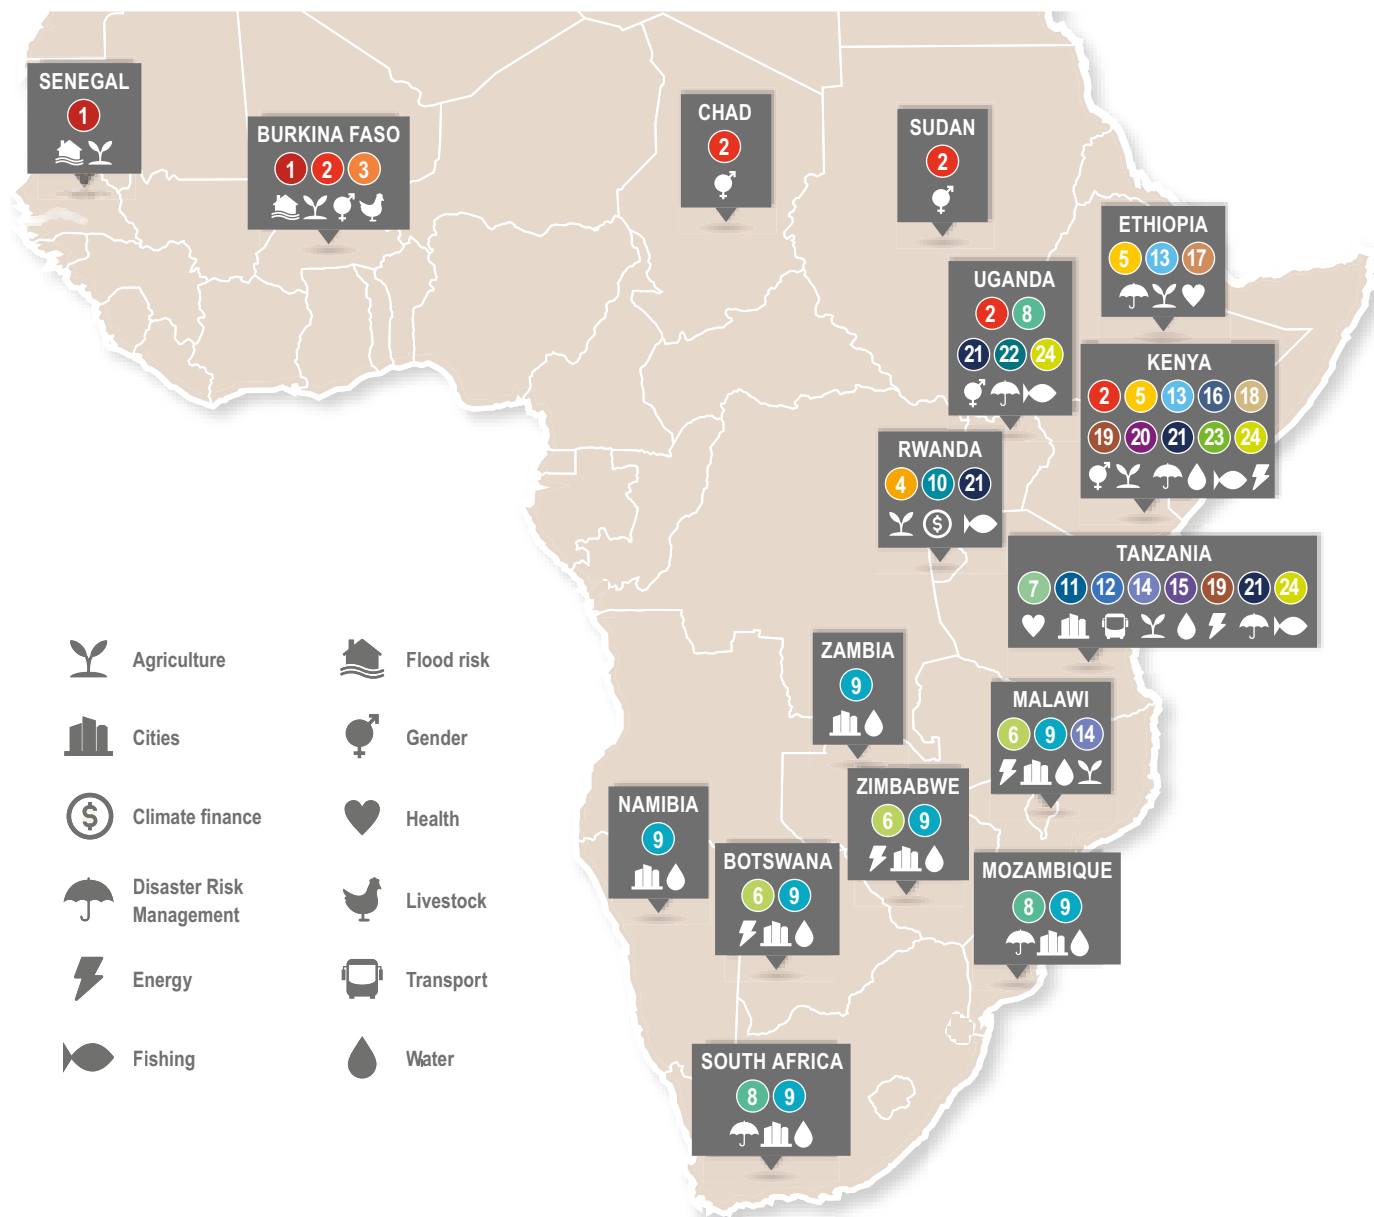 SENEGAL
1
BURKINA FASO
1 2 3
CHAD
2
SUDAN
2
ETHIOPIA
5 13 17
UGANDA
2 8
21 22 24
KENYA
2 5 13 16 18
19 20 21 23 24
RWANDA
4 10 21
TANZANIA
7 11 12 14 15 19 21 24
ZAMBIA
9
MALAWI
6 9 14
ZIMBABWE
6 9
NAMIBIA
9
BOTSWANA
6 9
MOZAMBIQUE
8 9
SOUTH AFRICA
8 9
Agriculture
Cities
$ Climate finance
Disaster Risk
Management
Energy
Fishing
Flood risk
Gender
Health
Livestock
Transport
Water